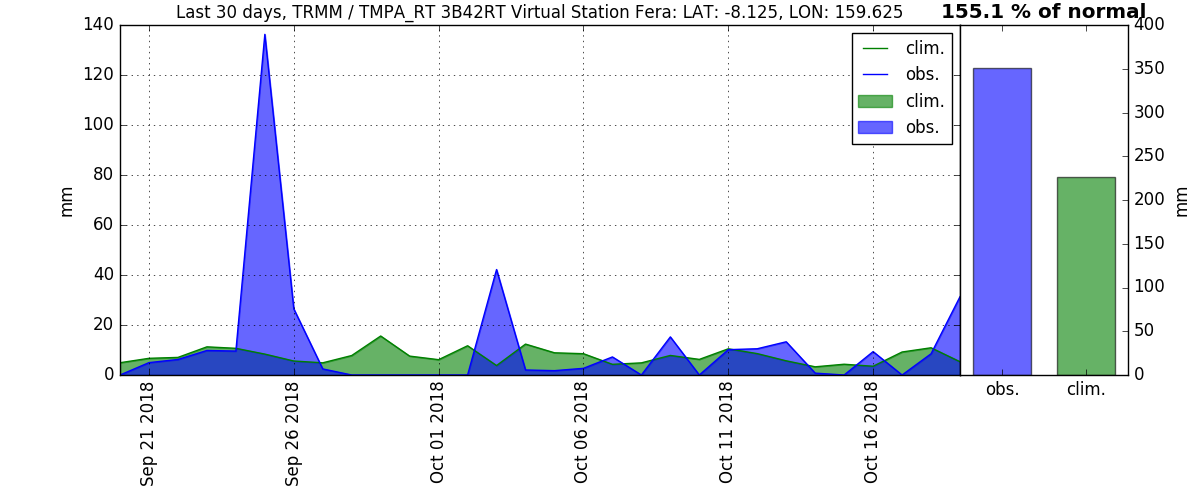 Last 30 days, TRMM / TMPA_RT 3B42RT Virtual Station Fera: LAT: -8.125, LON: 159.625
155.1 % of normal
140
120
100
80
60
40
20
0
mm
clim.
obs.
clim.
obs.
Sep 21 2018
Sep 26 2018
Oct 01 2018
Oct 06 2018
Oct 11 2018
Oct 16 2018
400
350
300
250
200
150
100
50
0
mm
obs.
clim.